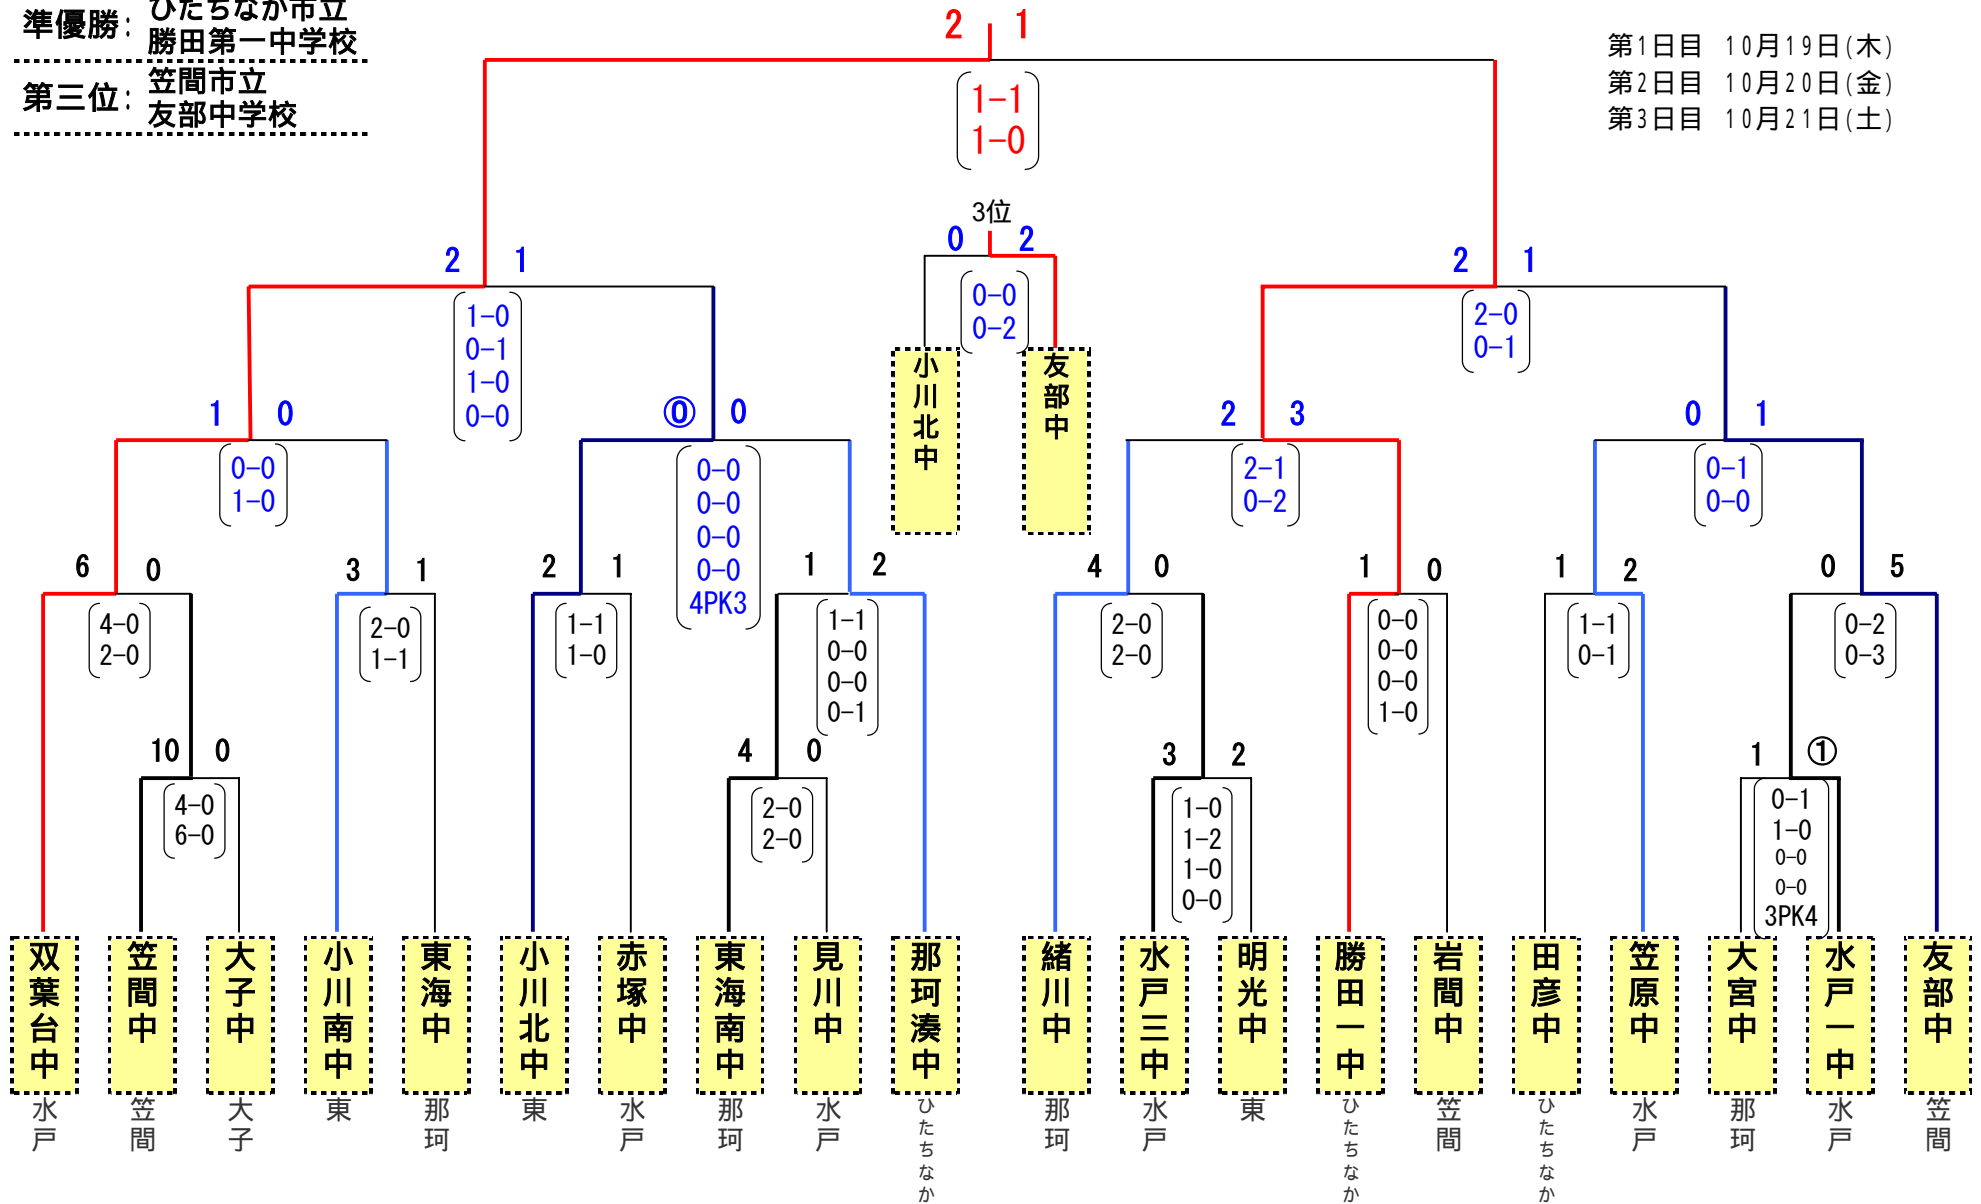 準優勝: ひたちなか市立
勝田第一中学校
第三位: 笠間市立
友部中学校
第1日目 10月19日(木)
第2日目 10月20日(金)
第3日目 10月21日(土)
2 1
1-1
1-0
3位
0 2
0-0
0-2
小川北中
友部中
2 1
1-0
0-1
1-0
0-0
2 1
2-0
0-1
1 0
0-0
1-0
⓪ 0
0-0
0-0
0-0
0-0
4PK3
2 3
2-1
0-2
0 1
0-1
0-0
6 0
4-0
2-0
3 1
2-0
1-1
2 1
1-1
1-0
1 2
1-1
0-0
0-0
0-1
4 0
2-0
2-0
1 0
0-0
0-0
0-0
1-0
1 2
1-1
0-1
0 5
0-2
0-3
10 0
4-0
6-0
4 0
2-0
2-0
3 2
1-0
1-2
1-0
0-0
1 ①
0-1
1-0
0-0
0-0
3PK4
双葉台中
笠間中
大子中
小川南中
東海中
小川北中
赤塚中
東海南中
見川中
那珂湊中
緒川中
水戸三中
明光中
勝田一中
岩間中
田彦中
笠原中
大宮中
水戸一中
友部中
水戸
笠間
大子
東
那珂
東
水戸
那珂
水戸
ひたちなか
那珂
水戸
東
ひたちなか
笠間
ひたちなか
水戸
那珂
水戸
笠間